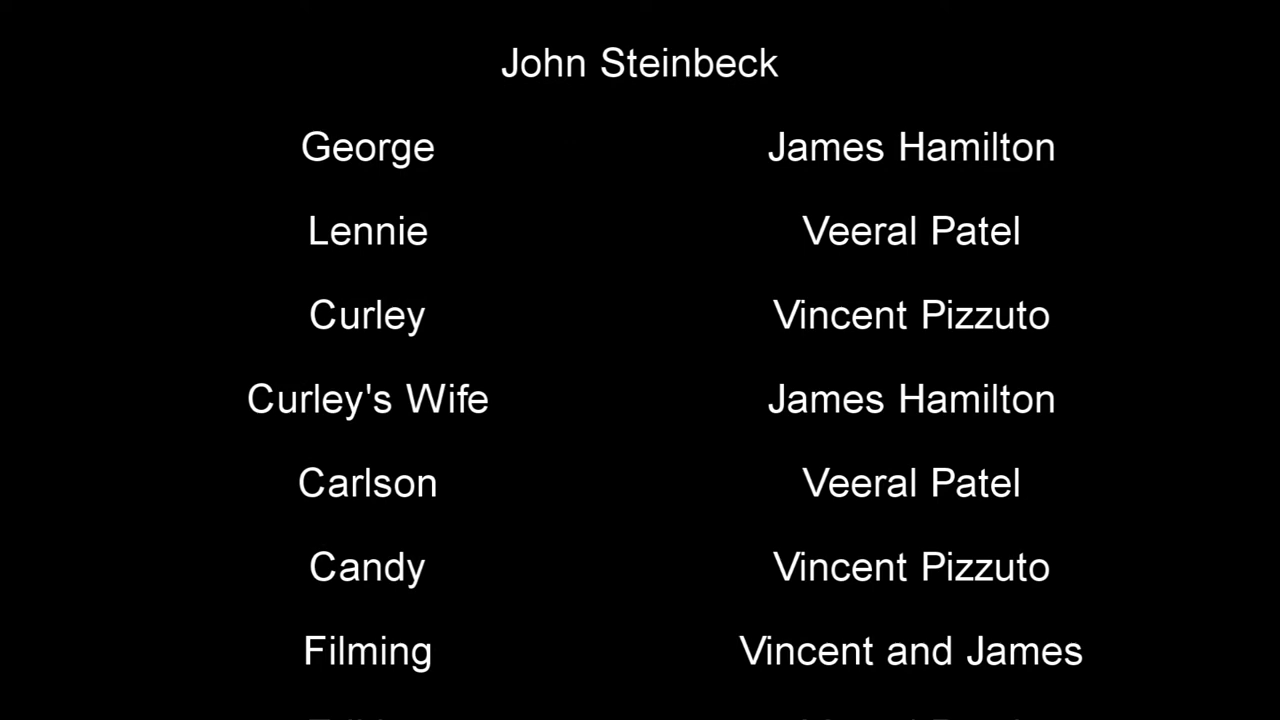 John Steinbeck
George James Hamilton
Lennie Veeral Patel
Curley Vincent Pizzuto
Curley's Wife James Hamilton
Carlson Veeral Patel
Candy Vincent Pizzuto
Filming Vincent and James